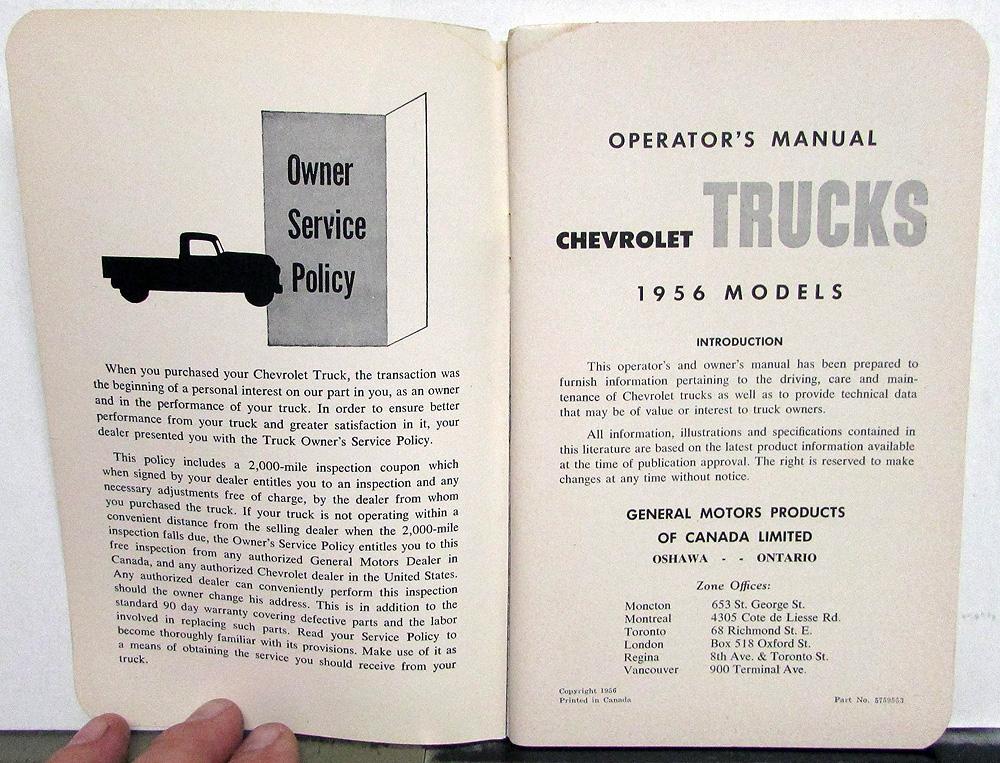 Owner
Service
Policy
When you purchased your Chevrolet Truck, the transaction was
the beginning of a personal interest on our part in you, as an owner
and in the performance of your truck. In order to ensure better
performance from your truck and greater satisfaction in it, your
dealer presented you with the Truck Owner's Service Policy.
This policy includes a 2,000-mile inspection coupon which
when signed by your dealer entitles you to an inspection and any
necessary adjustments free of charge, by the dealer from whom
you purchased the truck. If your truck is not operating within a
convenient distance from the selling dealer when the 2,000-mile
inspection falls due, the Owner's Service Policy entitles you to this
free inspection from any authorized General Motors Dealer in
Canada, and any authorized Chevrolet dealer in the United States.
Any authorized dealer can conveniently perform this inspection
should the owner change his address. This is in addition to the
standard 90 day warranty covering defective parts and the labor
involved in replacing such parts. Read your Service Policy to
become thoroughly familiar with its provisions. Make use of it as
a means of obtaining the service you should receive from your
truck.
OPERATOR'S MANUAL
CHEVROLET TRUCKS
1956 MODELS
INTRODUCTION
This operator's and owner's manual has been prepared to
furnish information pertaining to the driving, care and main-
tenance of Chevrolet trucks as well as to provide technical data
that may be of value or interest to truck owners.
All information, illustrations and specifications contained in
this literature are based on the latest product information available
at the time of publication approval. The right is reserved to make
changes at any time without notice.
GENERAL MOTORS PRODUCTS
OF CANADA LIMITED
OSHAWA - - ONTARIO
Zone Offices:
Moncton 653 St. George St.
Montreal 4305 Cote de Liesse Rd.
Toronto 68 Richmond St. E.
London Box 518 Oxford St.
Regina 8th Ave. & Toronto St.
Vancouver 900 Terminal Ave.
Copyright 1956
Printed in Canada
Part No. 5759553